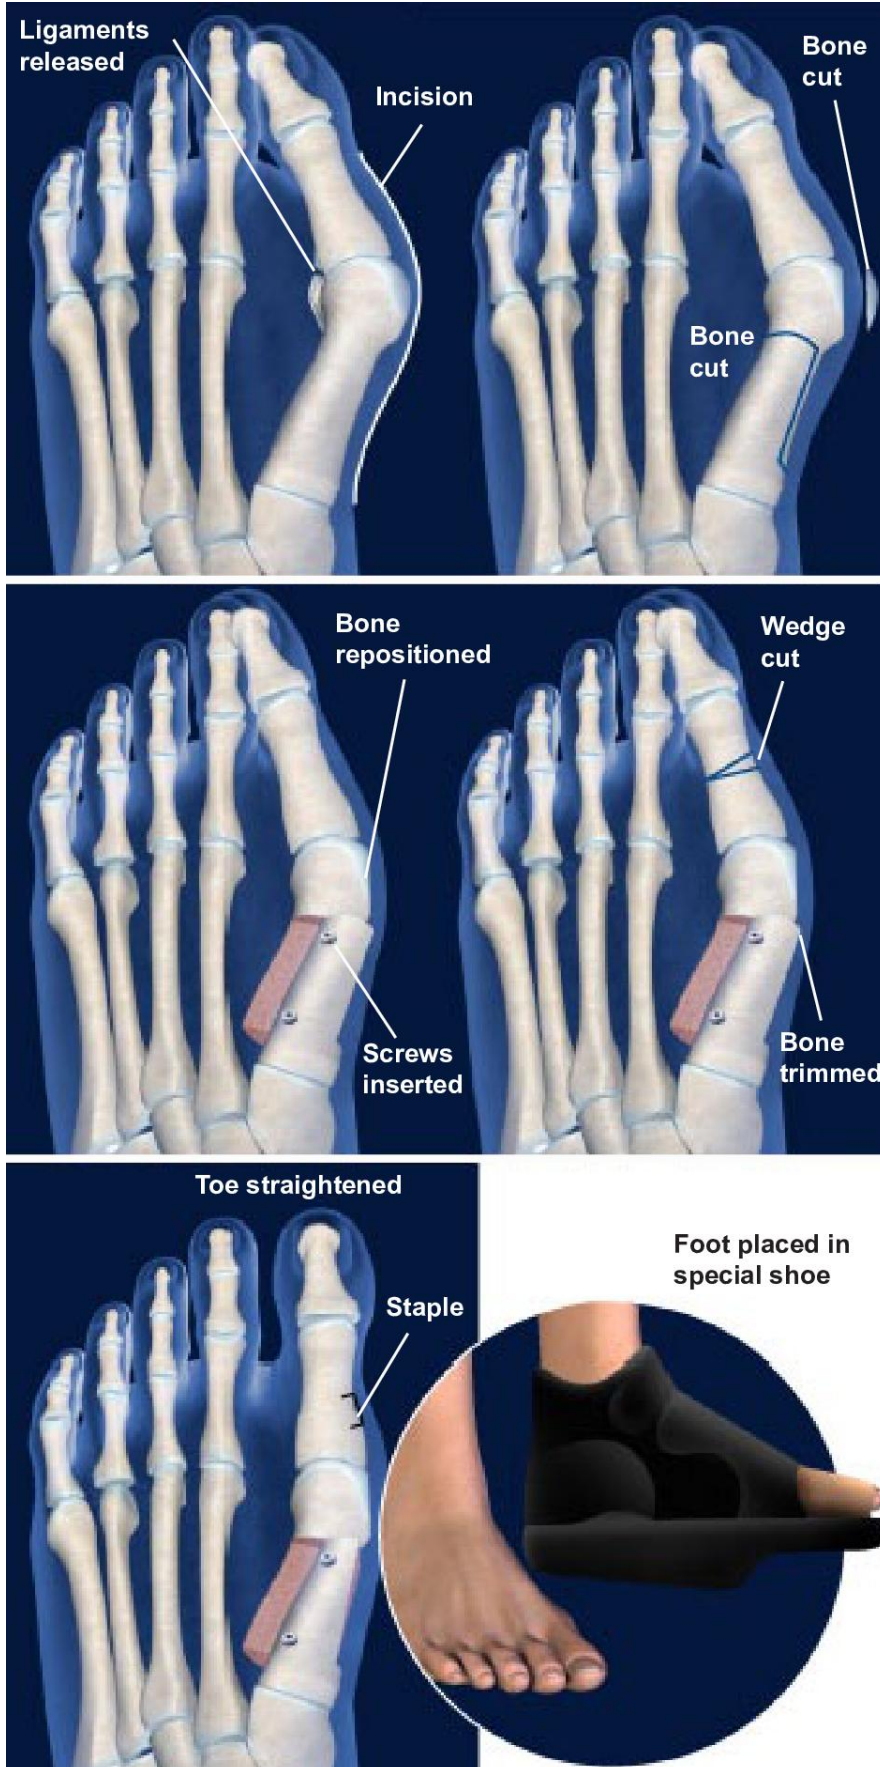 Ligaments
released
Incision
Bone
cut
Bone
cut
Bone
repositioned
Screws
inserted
Wedge
cut
Bone
trimmed
Toe straightened
Staple
Foot placed in
special shoe